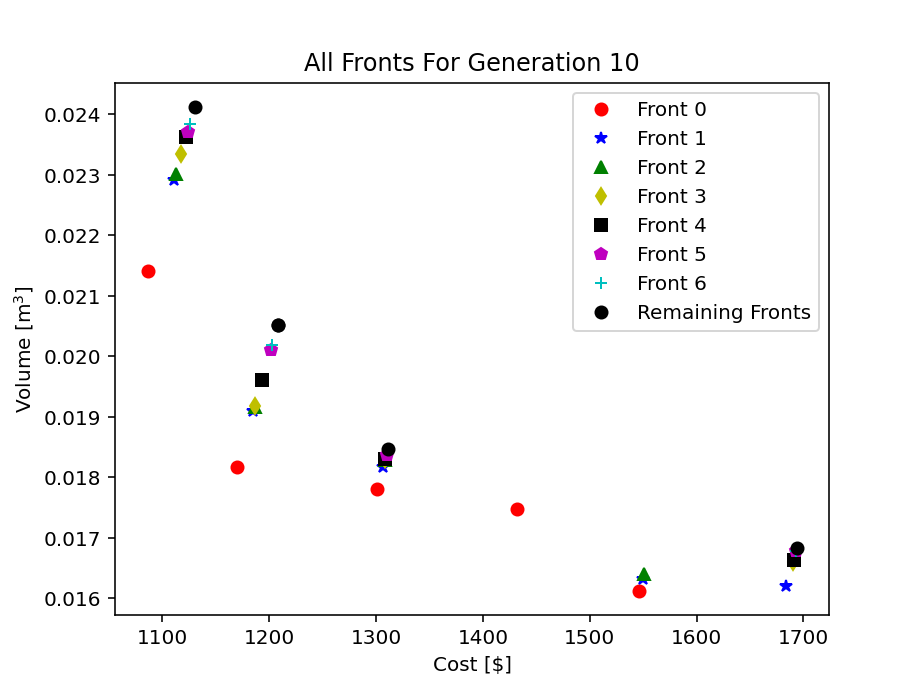 All Fronts For Generation 10
0.024
0.023
0.022
0.021
0.020
0.019
0.018
0.017
0.016
Volume [m³]
Front 0
Front 1
Front 2
Front 3
Front 4
Front 5
Front 6
Remaining Fronts
1100 1200 1300 1400 1500 1600 1700
Cost [$]